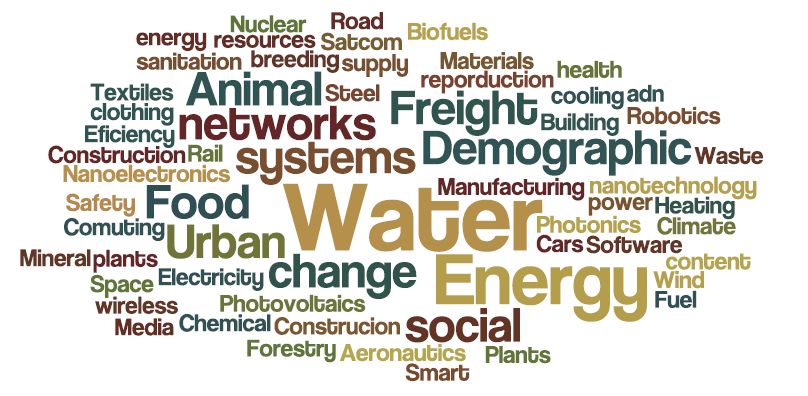 Nuclear
Road
energy resources
Satcom
Biofuels
sanitation
breeding
supply
Materials
reporduction
health
Textiles
Animal
Steel
Freight
cooling
adn
clothing
networks
Building
Robotics
Efficiency
Construction
Rail
systems
Demographic
Waste
Nanoelectronics
Manufacturing
nanotechnology
Safety
Food
Water
power
Heating
Comuting
Urban
Photonics
Climate
Cars
Software
Mineral
plants
Electricity
change
Energy
content
Space
Wind
wireless
Photovoltaics
Fuel
Media
Chemical
Construcion
social
Forestry
Aeronautics
Plants
Smart